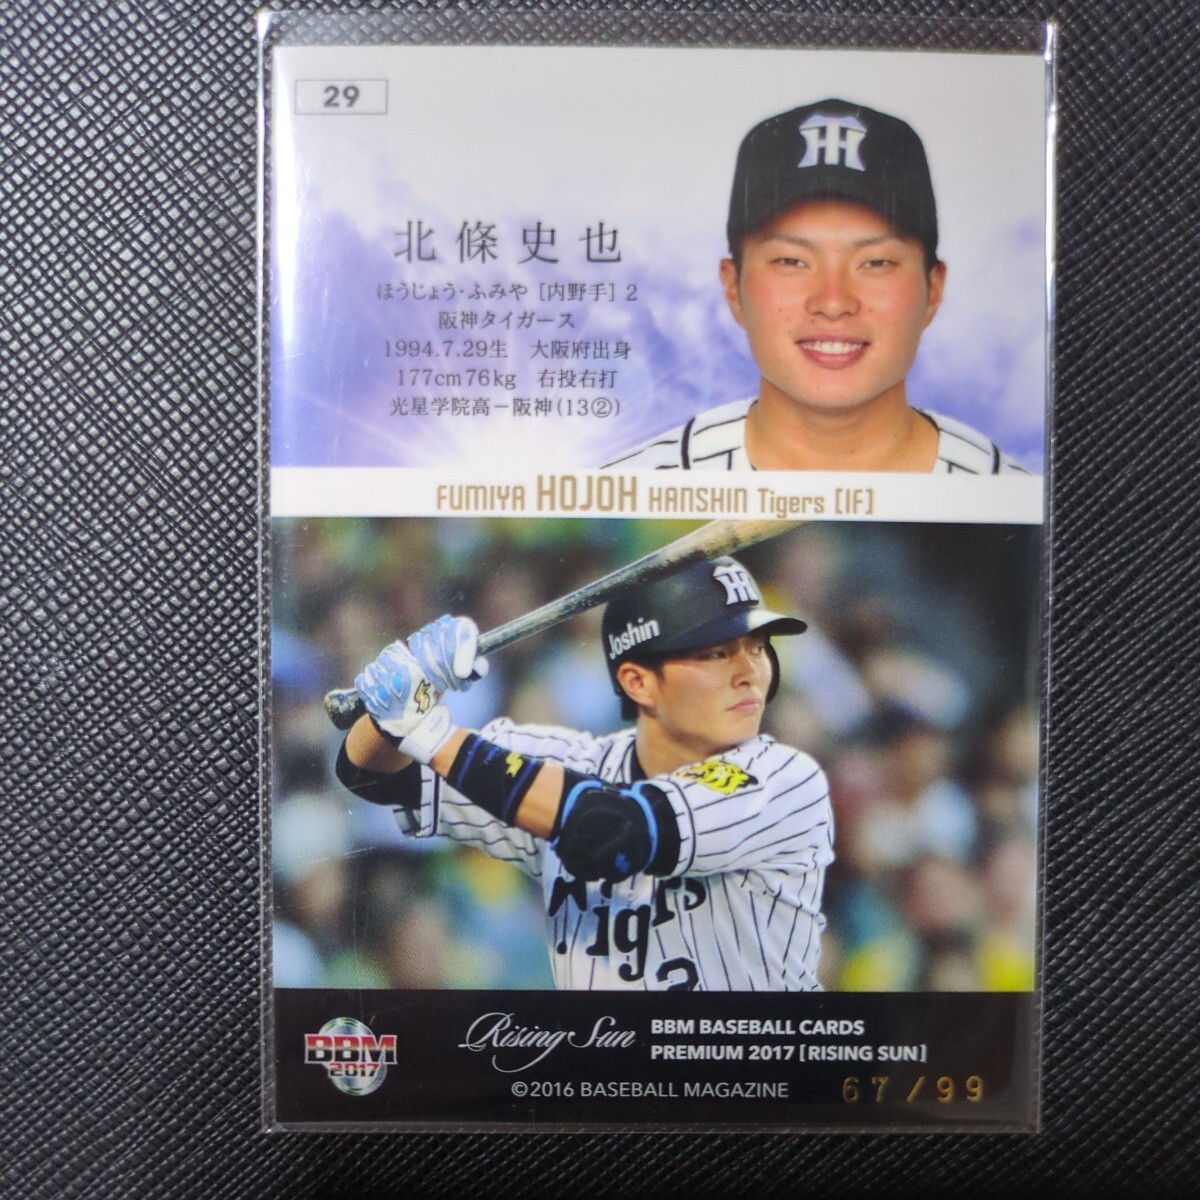 29
北條史也
ほうじょう・ふみや [内野手] 2
阪神タイガース
1994.7.29生　大阪府出身
177cm76kg　右投右打
光星学院高－阪神(13②)
FUMIYA HOJOH HANSHIN Tigers [IF]
Joshin
Tigers
2
BBM
2017
Rising Sun
BBM BASEBALL CARDS
PREMIUM 2017 [RISING SUN]
©2016 BASEBALL MAGAZINE
67/99